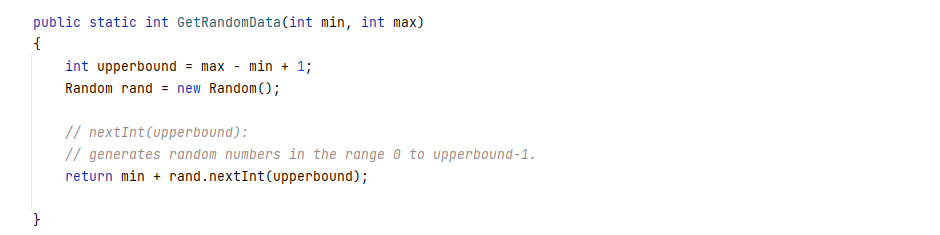 public static int GetRandomData(int min, int max)
{
    int upperbound = max - min + 1;
    Random rand = new Random();
    // nextInt(upperbound):
    // generates random numbers in the range 0 to upperbound-1.
    return min + rand.nextInt(upperbound);
}